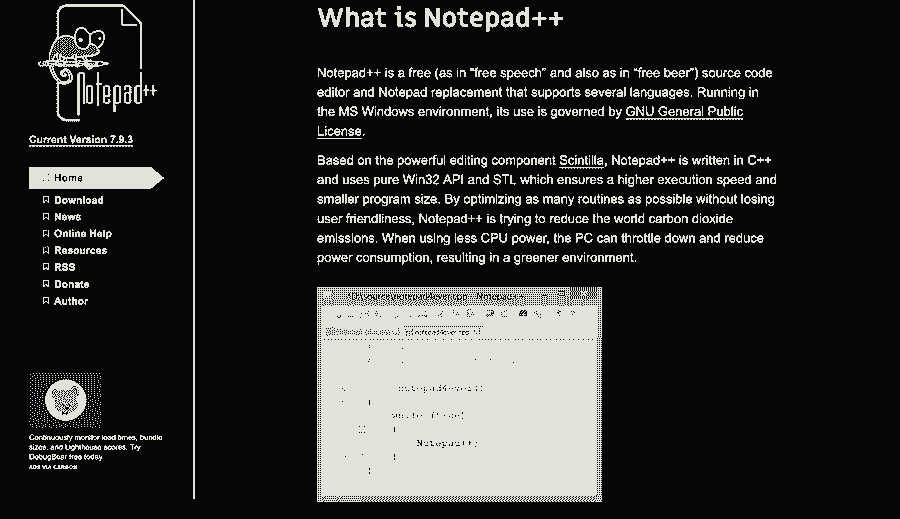 Notepad++
Current Version 7.9.3
Home
Download
News
Online Help
Resources
RSS
Donate
Author
Continuously monitor load times, bundle
sizes, and Lighthouse scores. Try
DebugBear free today
ADS VIA CARBON
What is Notepad++
Notepad++ is a free (as in “free speech” and also as in “free beer”) source code
editor and Notepad replacement that supports several languages. Running in
the MS Windows environment, its use is governed by GNU General Public
License.
Based on the powerful editing component Scintilla, Notepad++ is written in C++
and uses pure Win32 API and STL which ensures a higher execution speed and
smaller program size. By optimizing as many routines as possible without losing
user friendliness, Notepad++ is trying to reduce the world carbon dioxide
emissions. When using less CPU power, the PC can throttle down and reduce
power consumption, resulting in a greener environment.
notepad4ever()
while (true)
Notepad++;